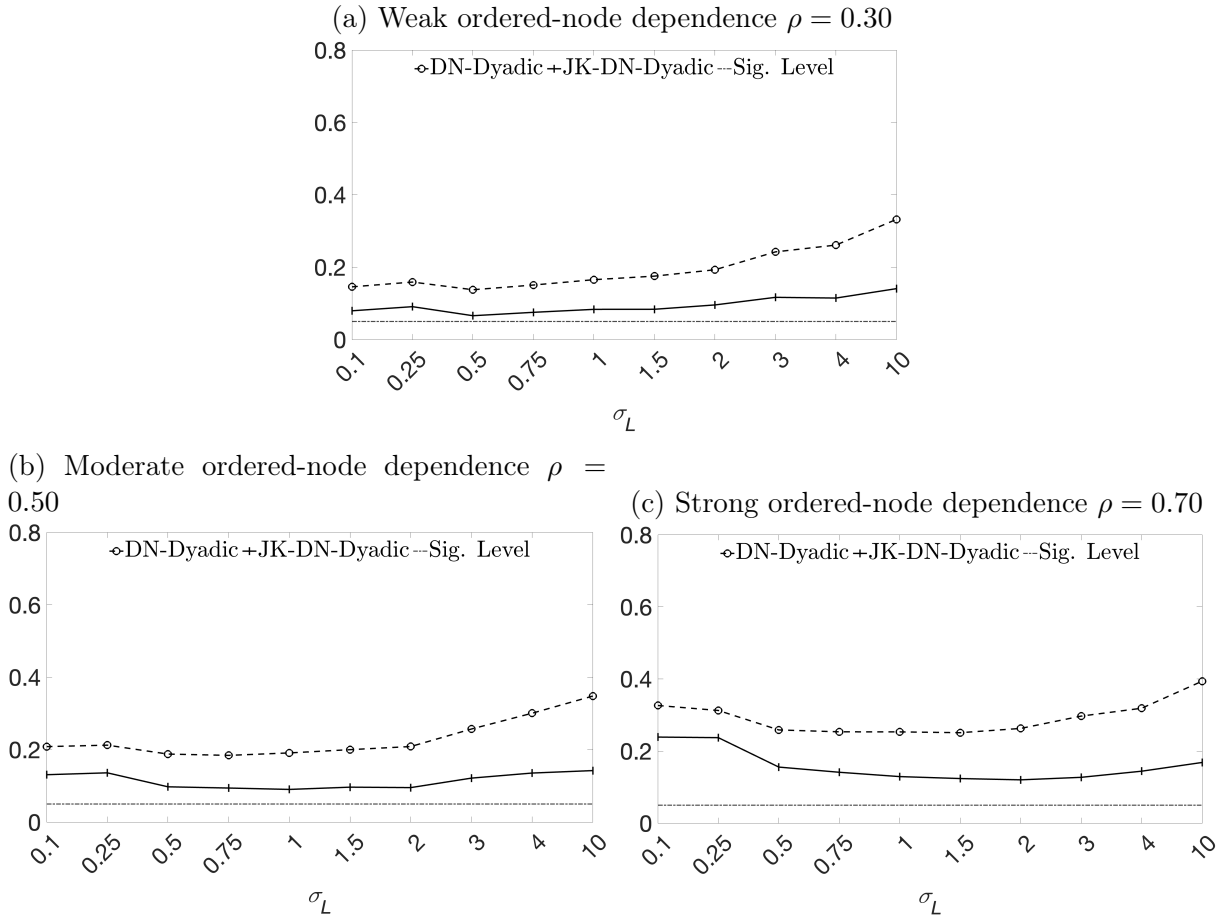 (a) Weak ordered-node dependence ρ = 0.30
DN-Dyadic JK-DN-Dyadic Sig. Level
0.8
0.6
0.4
0.2
0
0.1 0.25 0.5 0.75 1 1.5 2 3 4 10
σL
(b) Moderate ordered-node dependence ρ =
0.50
DN-Dyadic JK-DN-Dyadic Sig. Level
0.8
0.6
0.4
0.2
0
0.1 0.25 0.5 0.75 1 1.5 2 3 4 10
σL
(c) Strong ordered-node dependence ρ = 0.70
DN-Dyadic JK-DN-Dyadic Sig. Level
0.8
0.6
0.4
0.2
0
0.1 0.25 0.5 0.75 1 1.5 2 3 4 10
σL